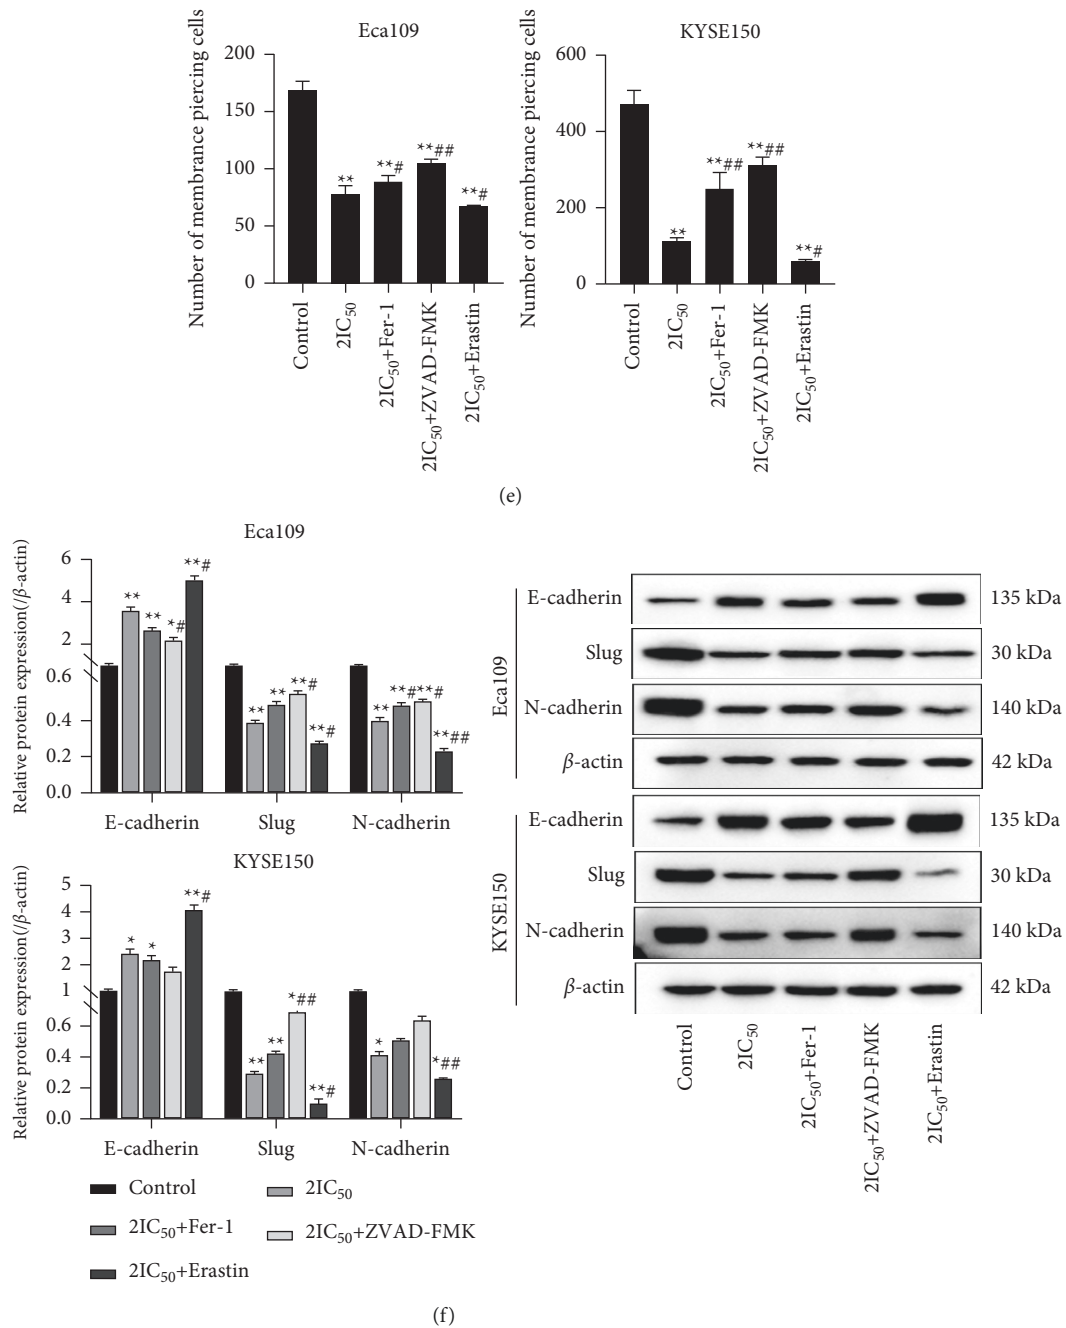 Eca109
Number of membrance piercing cells
200
150
100
50
0
**
**#
**##
**#
Control
2IC50
2IC50+Fer-1
2IC50+ZVAD-FMK
2IC50+Erastin
KYSE150
Number of membrance piercing cells
600
400
200
0
**
**##
**##
**#
Control
2IC50
2IC50+Fer-1
2IC50+ZVAD-FMK
2IC50+Erastin
(e)
Eca109
Relative protein expression(/β-actin)
6
4
2
0.6
0.4
0.2
0.0
**
**
*#
**#
**
**
**#
**#
**
**#
**#
**##
E-cadherin
Slug
N-cadherin
KYSE150
Relative protein expression(/β-actin)
5
4
3
2
1
0.6
0.4
0.2
0.0
*
*
**#
**
**
*##
**#
*
*##
E-cadherin
Slug
N-cadherin
Control
2IC50
2IC50+Fer-1
2IC50+ZVAD-FMK
2IC50+Erastin
Eca109
E-cadherin
135 kDa
Slug
30 kDa
N-cadherin
140 kDa
β-actin
42 kDa
KYSE150
E-cadherin
135 kDa
Slug
30 kDa
N-cadherin
140 kDa
β-actin
42 kDa
Control
2IC50
2IC50+Fer-1
2IC50+ZVAD-FMK
2IC50+Erastin
(f)